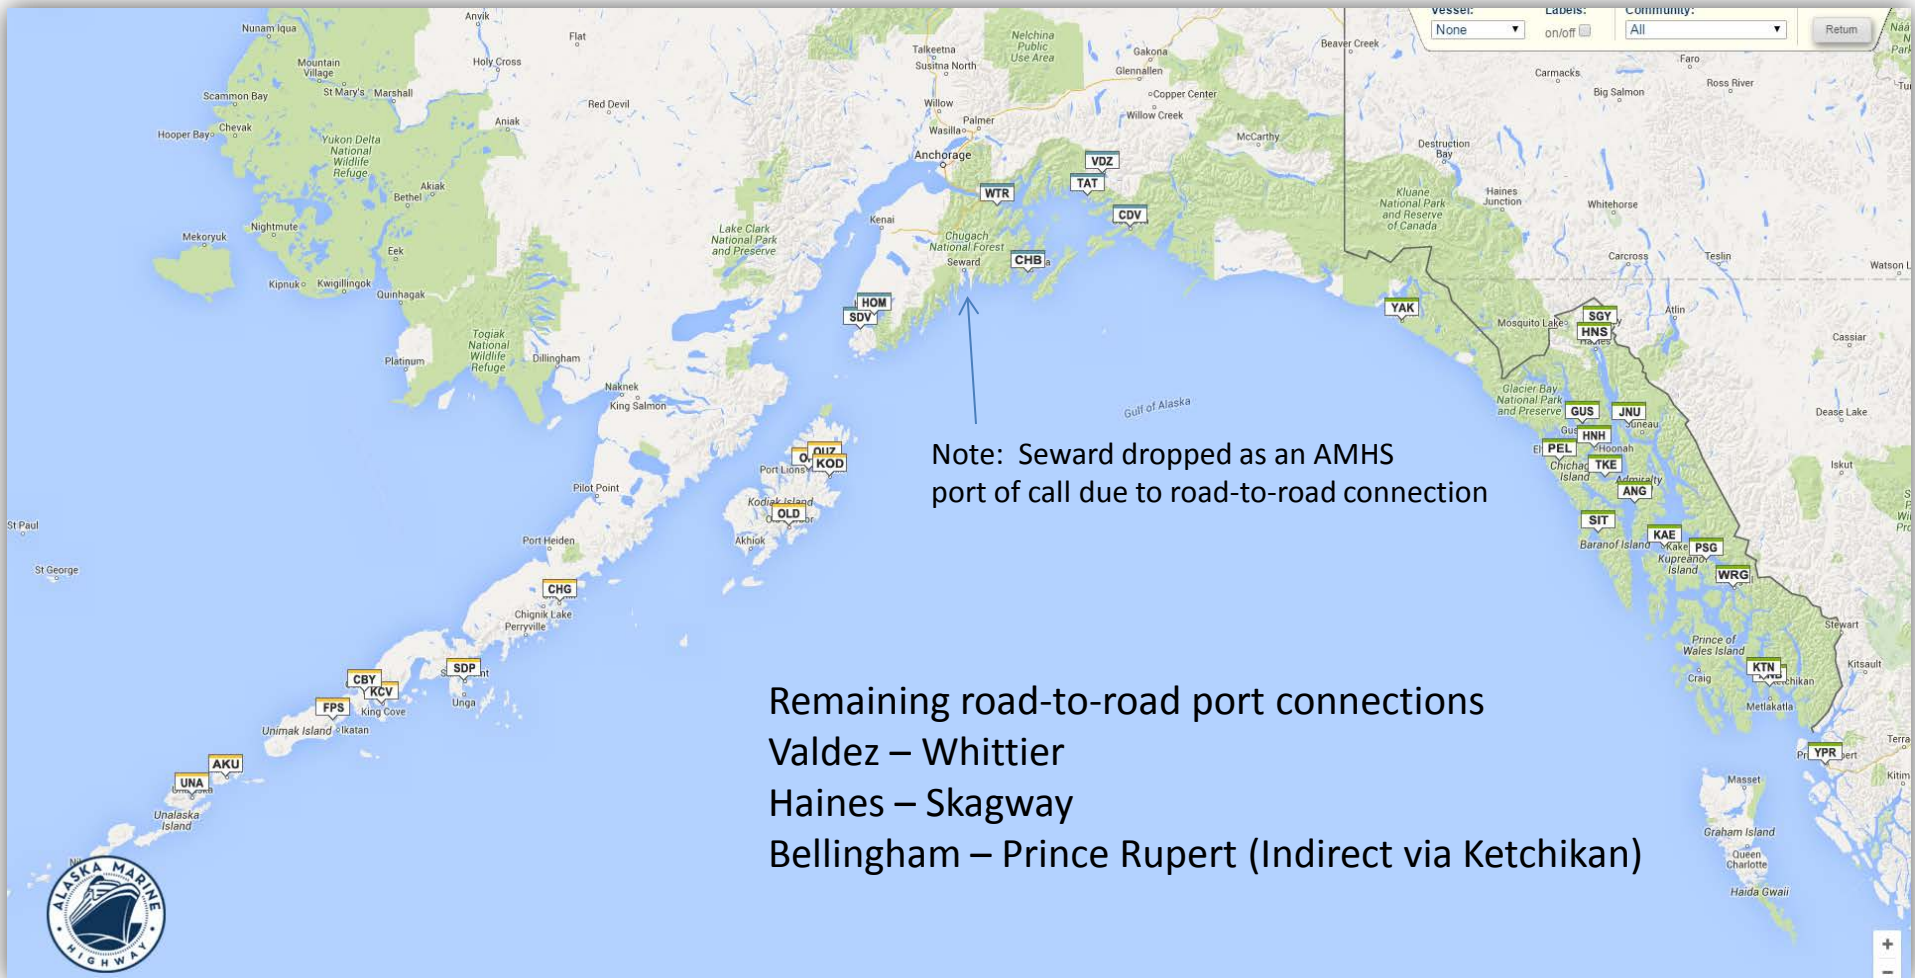 Vessel:
Labels:
Community:
None
on/off
All
Return
Nunam Iqua
Anvik
Flat
Holy Cross
Mountain
Village
St Mary's
Marshall
Scammon Bay
Hooper Bay
Chevak
Red Devil
Aniak
Yukon Delta
National
Wildlife
Refuge
Akiak
Bethel
Nightmute
Mekoryuk
Eek
Kipnuk
Kwigillingok
Quinhagak
Togiak
National
Wildlife
Refuge
Platinum
Dillingham
Naknek
King Salmon
Pilot Point
Port Heiden
Chignik Lake
Perryville
St Paul
St George
Talkeetna
Susitna North
Nelchina
Public
Use Area
Gakona
Glennallen
Copper Center
Willow
Willow Creek
Palmer
Wasilla
Anchorage
McCarthy
Kenai
Lake Clark
National Park
and Preserve
Chugach
National Forest
Seward
VDZ
TAT
WTR
CDV
CHB
HOM
SDV
Beaver Creek
Carmacks
Faro
Ross River
Big Salmon
Destruction
Bay
Kluane
National Park
and Reserve
of Canada
Haines
Junction
Whitehorse
Carcross
Teslin
Watson L
Atlin
Cassiar
Dease Lake
Iskut
Stewart
Kitsault
Mosquito Lake
YAK
SGY
HNS
Glacier Bay
National Park
and Preserve
GUS
JNU
Juneau
HNH
Hoonah
PEL
Chichag
Island
TKE
Admiralty
ANG
SIT
Baranof Island
KAE
Kake
PSG
Kupreanof
Island
WRG
Prince of
Wales Island
Craig
KTN
Metlakatla
YPR
Masset
Graham Island
Queen
Charlotte
Haida Gwaii
Terra
Kitim
Gulf of Alaska
OUZ
KOD
Port Lions
Kodiak Island
OLD
Akhiok
CHG
SDP
Unga
CBY
KCV
King Cove
FPS
Unimak Island
Ikatan
AKU
UNA
Unalaska
Island
Note: Seward dropped as an AMHS
port of call due to road-to-road connection
Remaining road-to-road port connections
Valdez – Whittier
Haines – Skagway
Bellingham – Prince Rupert (Indirect via Ketchikan)
ALASKA MARINE
HIGHWAY
+
−